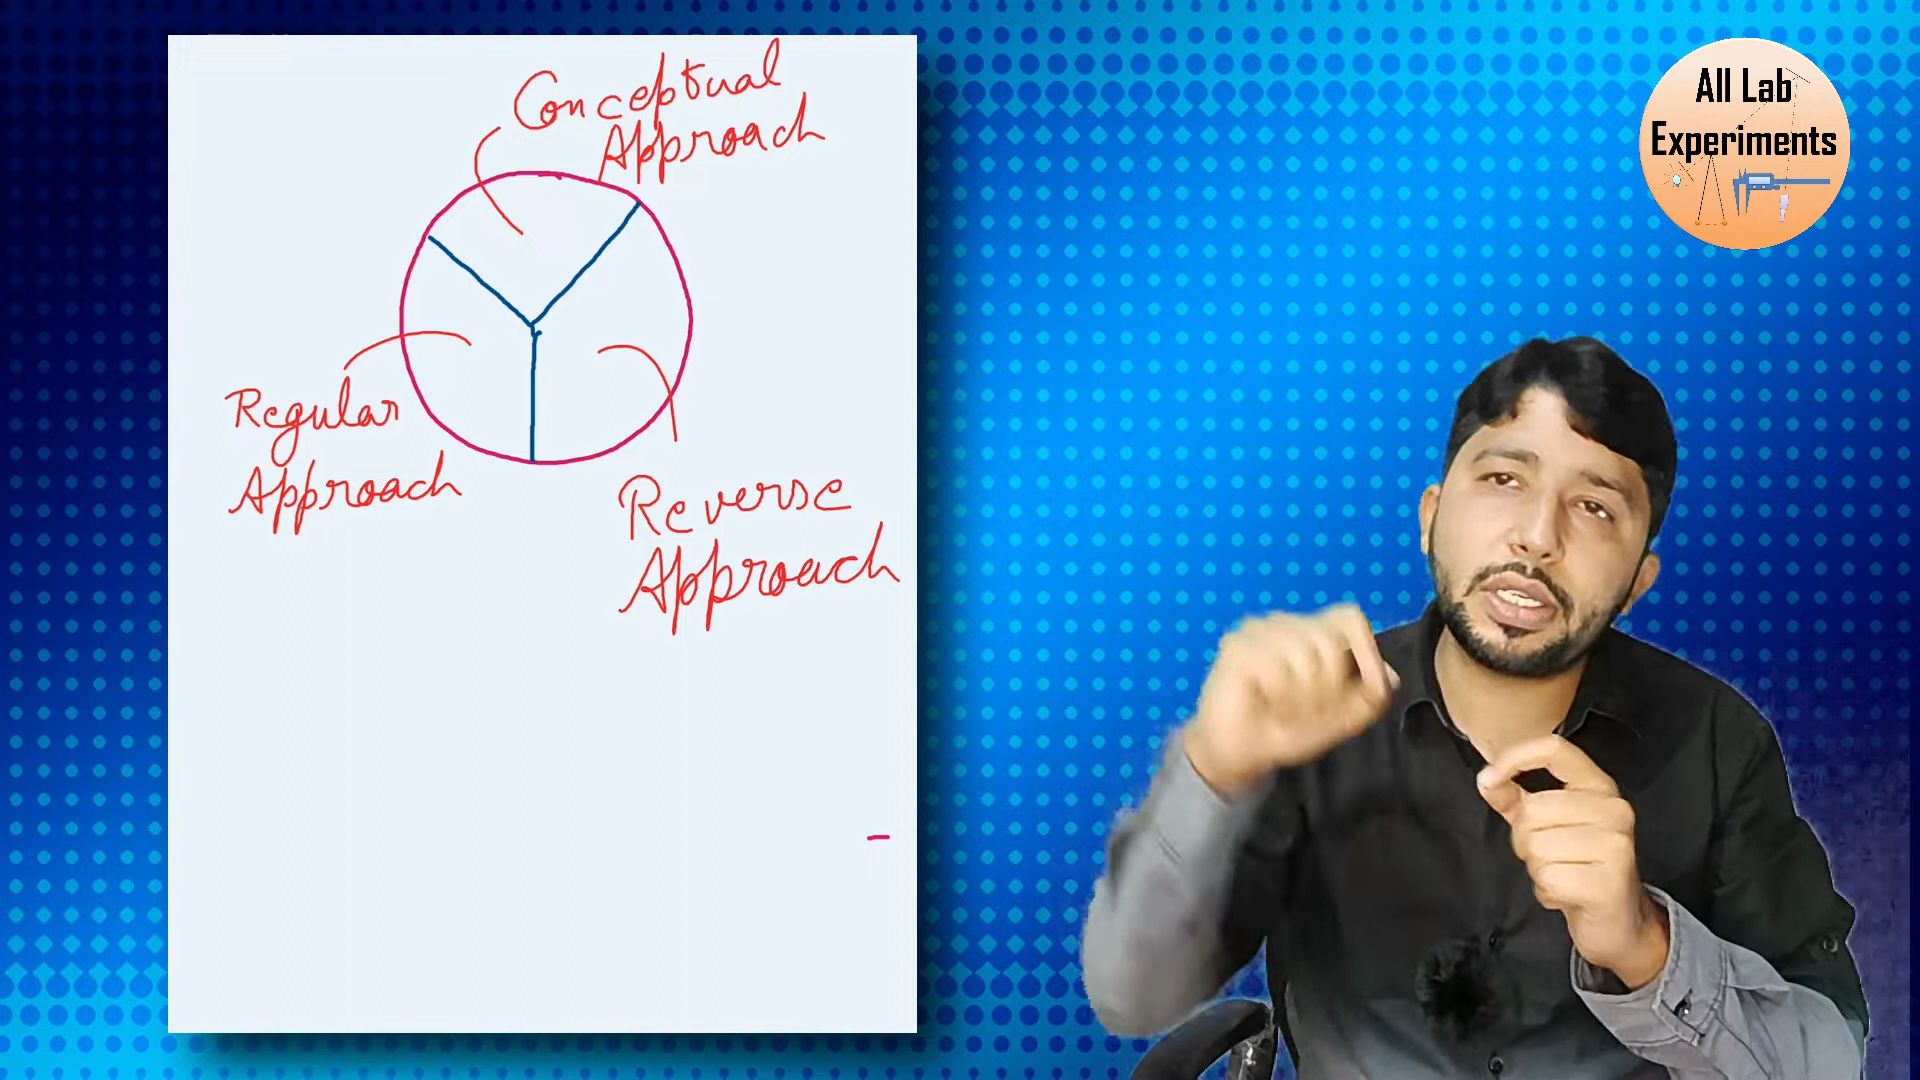 Conceptual
Approach
Regular
Approach
Reverse
Approach
All Lab
Experiments